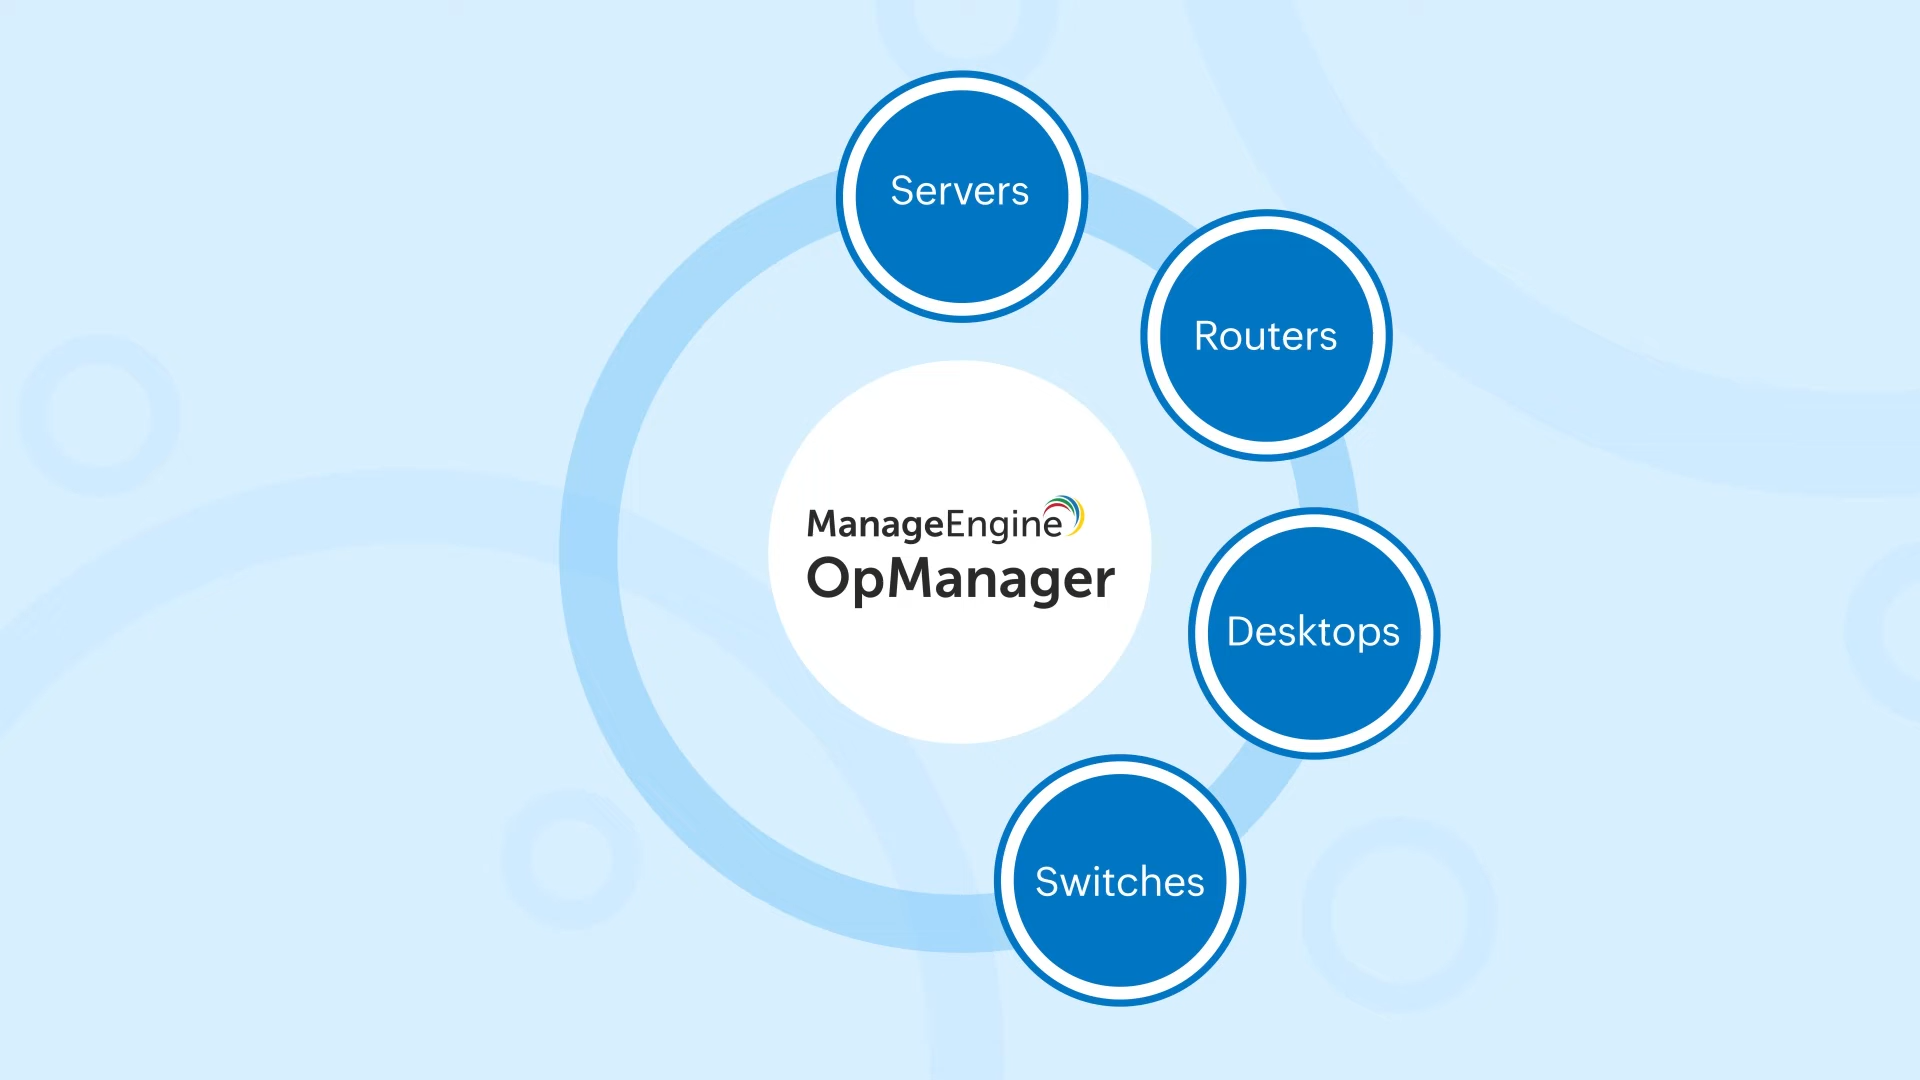 Servers
Routers
ManageEngine
OpManager
Desktops
Switches